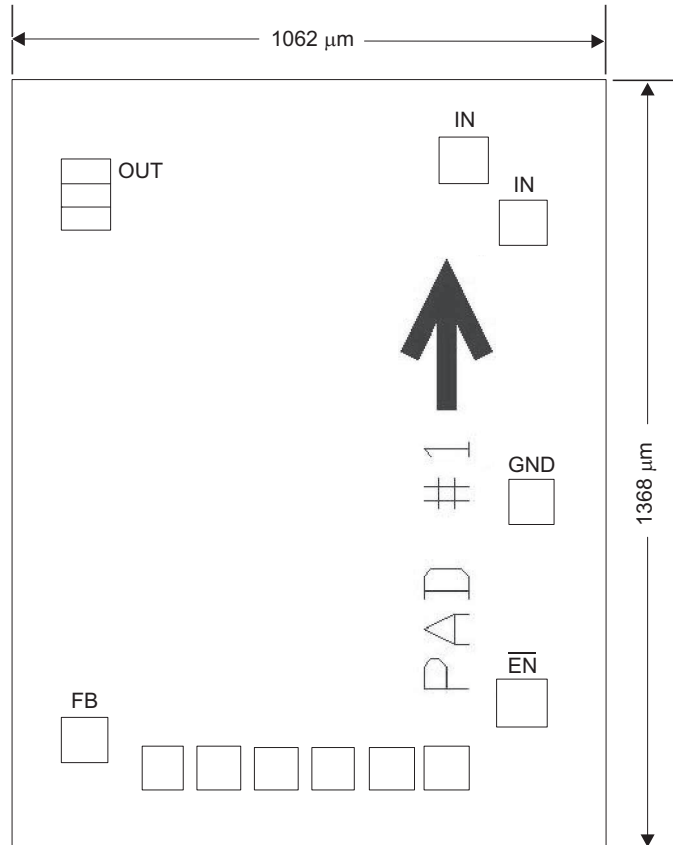 1062 μm
IN
OUT
IN
PAD #1
GND
1368 μm
EN
FB